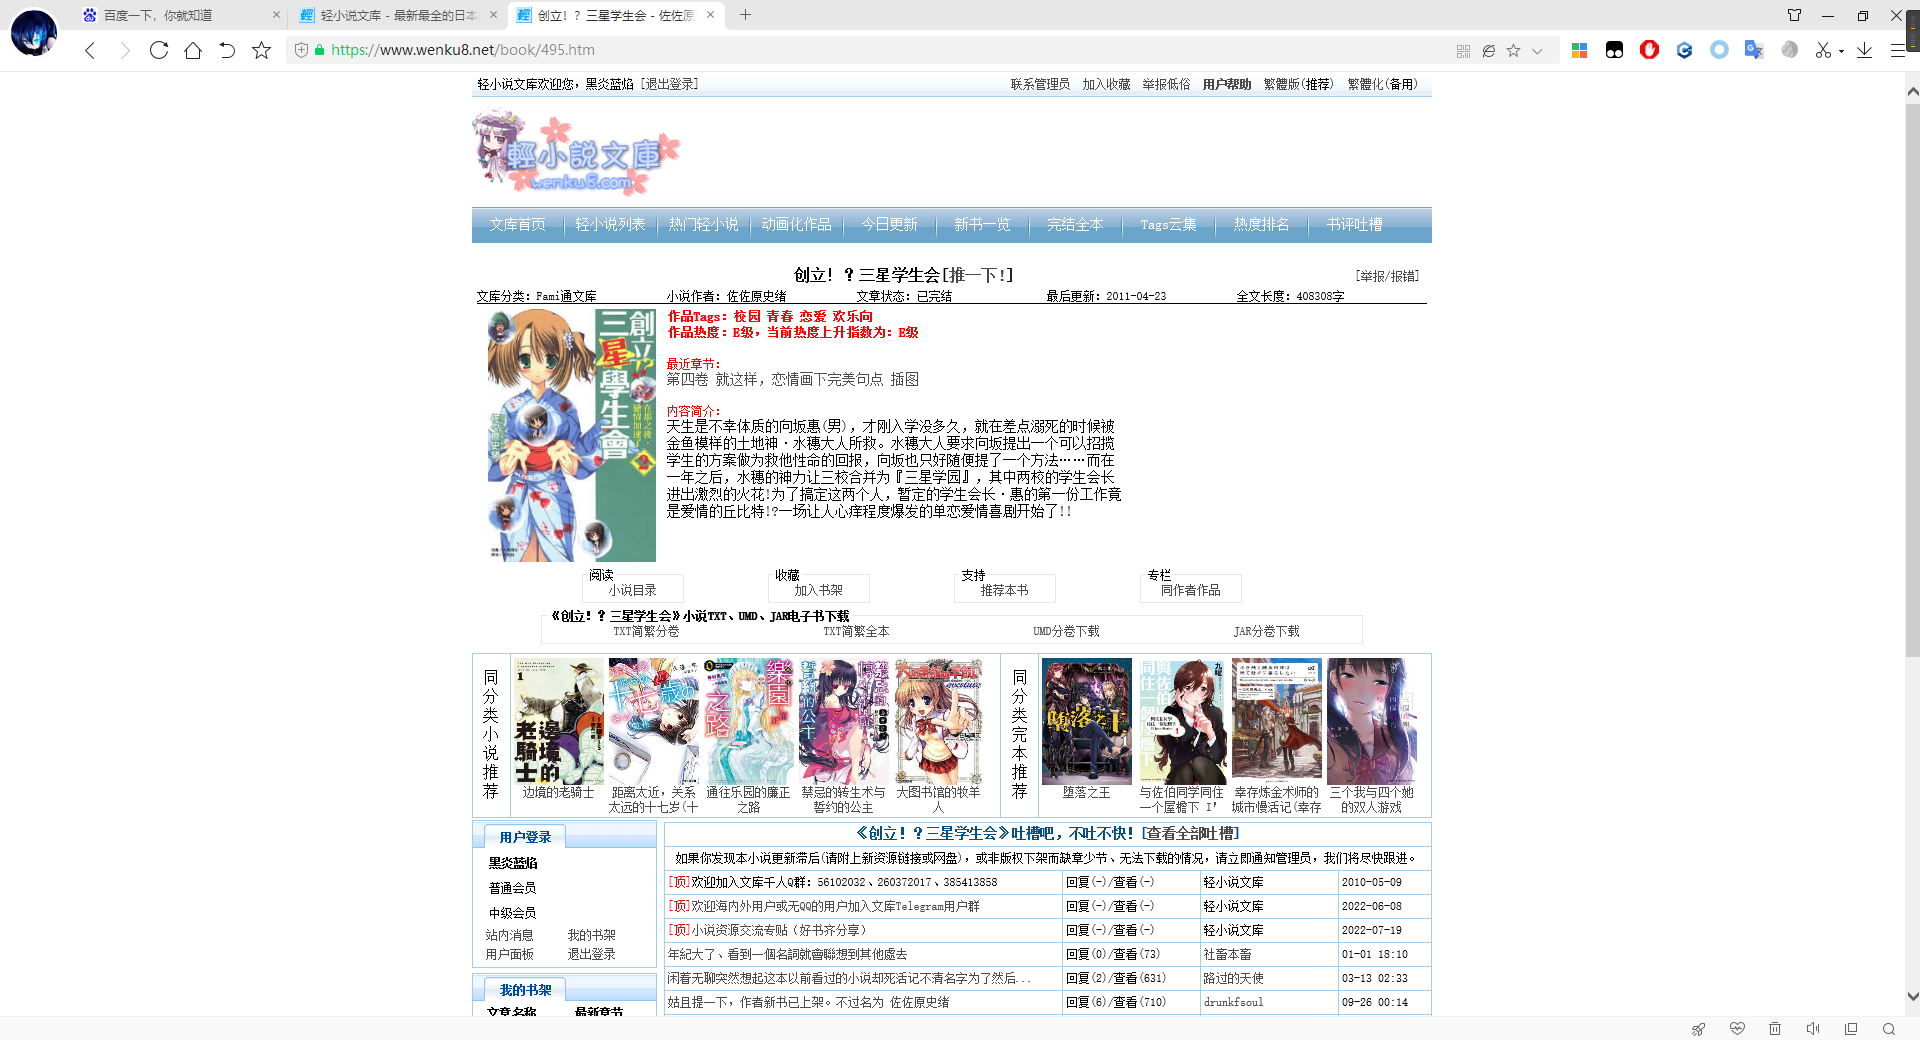 百度一下，你就知道
轻小说文库 - 最新最全的日本
创立！？三星学生会 - 佐佐原
https://www.wenku8.net/book/495.htm
轻小说文库欢迎您，黑炎蓝焰 [退出登录]
联系管理员 加入收藏 举报低俗 用户帮助 繁體版(推荐) 繁體化(备用)
輕小說文庫
wenku8.com
文库首页 轻小说列表 热门轻小说 动画化作品 今日更新 新书一览 完结全本 Tags云集 热度排名 书评吐槽
创立！？三星学生会[推一下!]
[举报/报错]
文库分类：Fami通文库 小说作者：佐佐原史绪 文章状态：已完结 最后更新：2011-04-23 全文长度：408308字
創立!?
三星學生會
2
作品Tags：校园 青春 恋爱 欢乐向
作品热度：E级，当前热度上升指数为：E级
最近章节：
第四卷 就这样，恋情画下完美句点 插图
内容简介：
天生是不幸体质的向坂惠(男)，才刚入学没多久，就在差点溺死的时候被
金鱼模样的土地神·水穗大人所救。水穗大人要求向坂提出一个可以招揽
学生的方案做为救他性命的回报，向坂也只好随便提了一个方法……而在
一年之后，水穗的神力让三校合并为『三星学园』，其中两校的学生会长
迸出激烈的火花!为了搞定这两个人，暂定的学生会长·惠的第一份工作竟
是爱情的丘比特!?一场让人心痒程度爆发的单恋爱情喜剧开始了!!
阅读 收藏 支持 专栏
小说目录 加入书架 推荐本书 同作者作品
《创立！？三星学生会》小说TXT、UMD、JAR电子书下载
TXT简繁分卷 TXT简繁全本 UMD分卷下载 JAR分卷下载
同分类小说推荐
邊境的老騎士
樂園之路
堕落之王
边境的老骑士
距离太近，关系
太远的十七岁(十
通往乐园的廉正
之路
禁忌的转生术与
誓约的公主
大图书馆的牧羊
人
同分类完本推荐
堕落之王
与佐伯同学同住
一个屋檐下 I'
幸存炼金术师的
城市慢活记(幸存
三个我与四个她
的双人游戏
用户登录
黑炎蓝焰
普通会员
中级会员
站内消息 我的书架
用户面板 退出登录
我的书架
文章名称 最新章节
《创立！？三星学生会》吐槽吧，不吐不快！[查看全部吐槽]
如果你发现本小说更新滞后(请附上新资源链接或网盘)，或非版权下架而缺章少节、无法下载的情况，请立即通知管理员，我们将尽快跟进。
[顶]欢迎加入文库千人Q群：56102032、260372017、385413858 回复(-)/查看(-) 轻小说文库 2010-05-09
[顶]欢迎海内外用户或无QQ的用户加入文库Telegram用户群 回复(-)/查看(-) 轻小说文库 2022-06-08
[顶]小说资源交流专贴（好书齐分享） 回复(-)/查看(-) 轻小说文库 2022-07-19
年紀大了、看到一個名詞就會聯想到其他處去 回复(0)/查看(73) 社畜本畜 01-01 18:10
闲着无聊突然想起这本以前看过的小说却死活记不清名字为了然后... 回复(2)/查看(631) 路过的天使 03-13 02:33
姑且提一下，作者新书已上架。不过名为 佐佐原史绪 回复(6)/查看(710) drunkfsoul 09-26 00:14